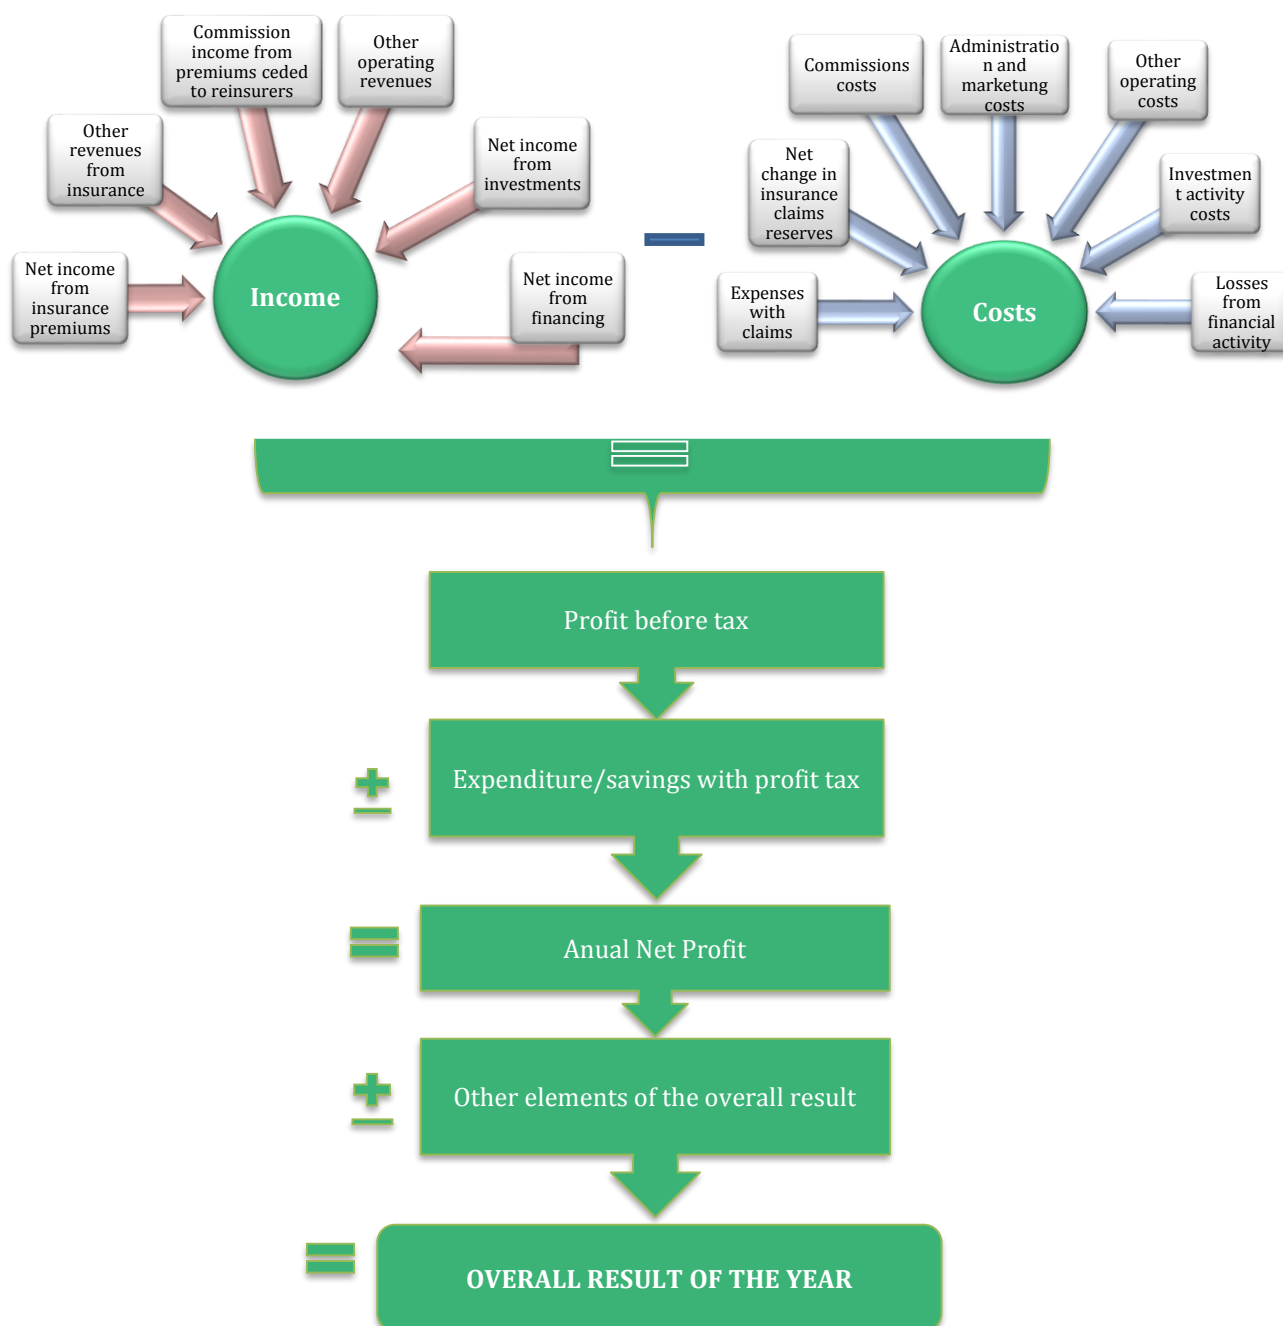 Commission
income from
premiums ceded
to reinsurers
Other
operating
revenues
Other
revenues
from
insurance
Net income
from
investments
Net income
from
insurance
premiums
Income
Net income
from
financing
Commissions
costs
Administratio
n and
marketung
costs
Other
operating
costs
Net
change in
insurance
claims
reserves
Investmen
t activity
costs
Expenses
with
claims
Costs
Losses
from
financial
activity
Profit before tax
±
Expenditure/savings with profit tax
=
Anual Net Profit
±
Other elements of the overall result
=
OVERALL RESULT OF THE YEAR